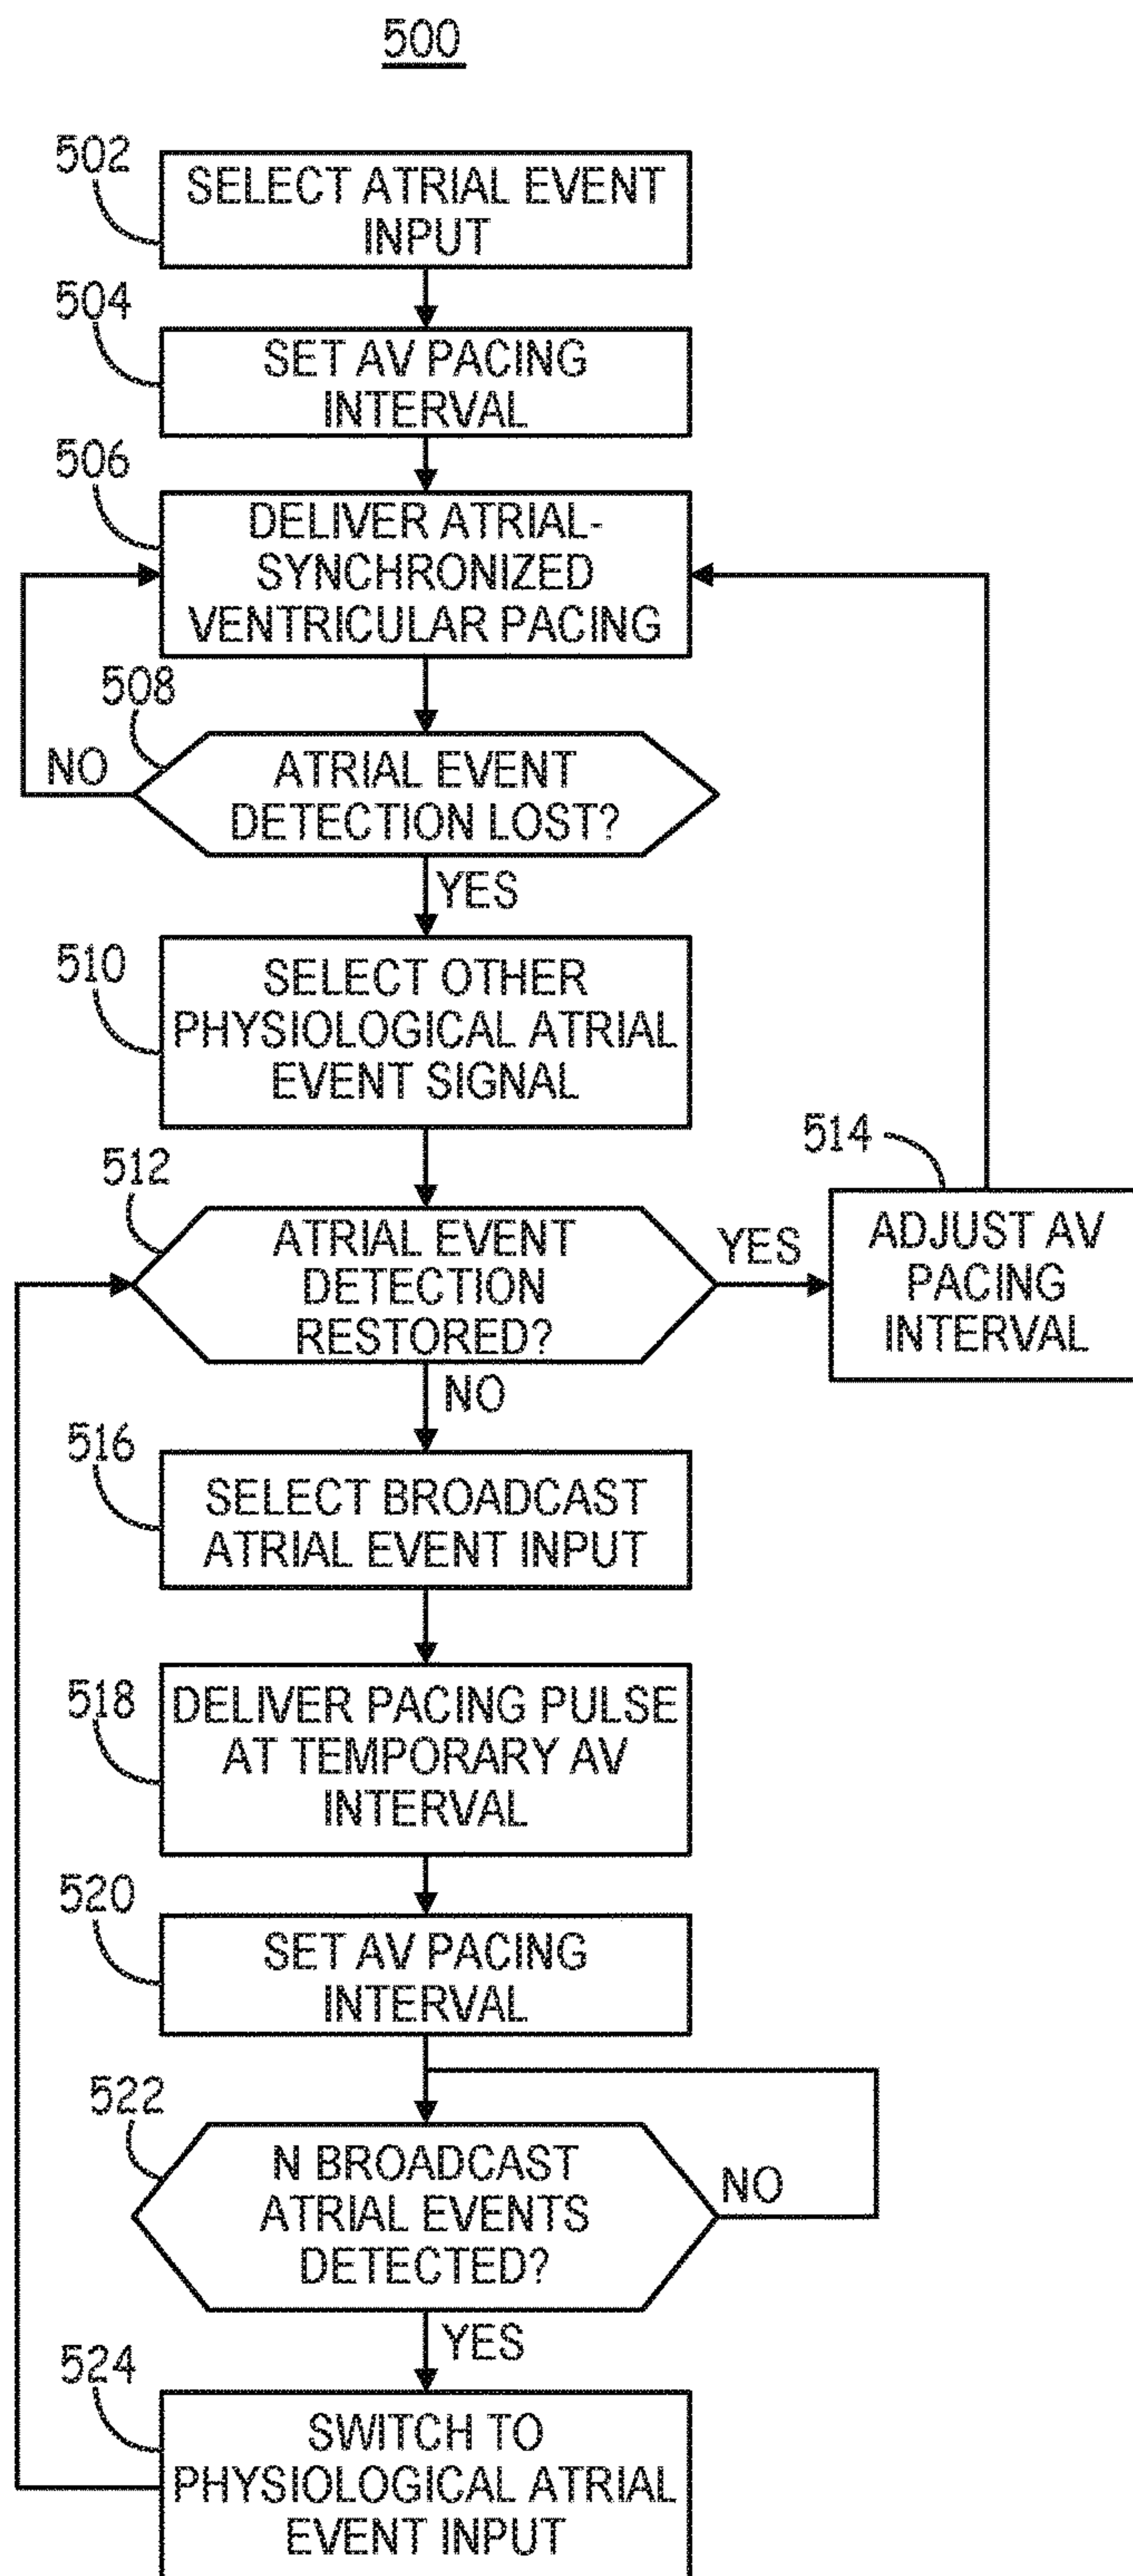 500
502
SELECT ATRIAL EVENT
INPUT
504
SET AV PACING
INTERVAL
506
DELIVER ATRIAL-
SYNCHRONIZED
VENTRICULAR PACING
508
NO
ATRIAL EVENT
DETECTION LOST?
YES
510
SELECT OTHER
PHYSIOLOGICAL ATRIAL
EVENT SIGNAL
512
ATRIAL EVENT
DETECTION
RESTORED?
YES
514
ADJUST AV
PACING
INTERVAL
NO
516
SELECT BROADCAST
ATRIAL EVENT INPUT
518
DELIVER PACING PULSE
AT TEMPORARY AV
INTERVAL
520
SET AV PACING
INTERVAL
522
N BROADCAST
ATRIAL EVENTS
DETECTED?
NO
YES
524
SWITCH TO
PHYSIOLOGICAL ATRIAL
EVENT INPUT